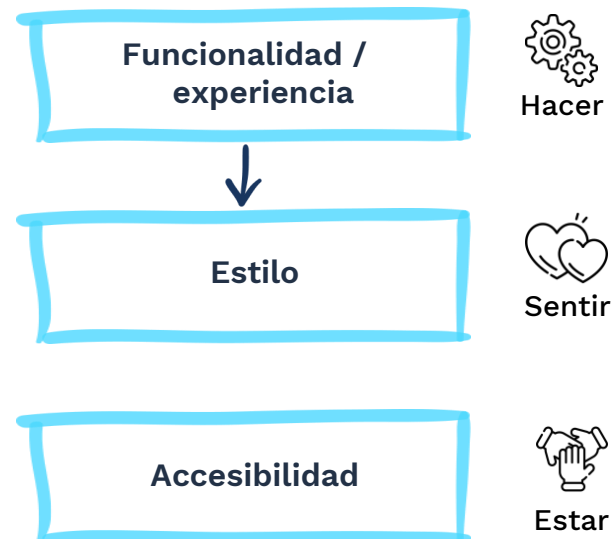 Funcionalidad /
experiencia
Hacer
Estilo
Sentir
Accesibilidad
Estar